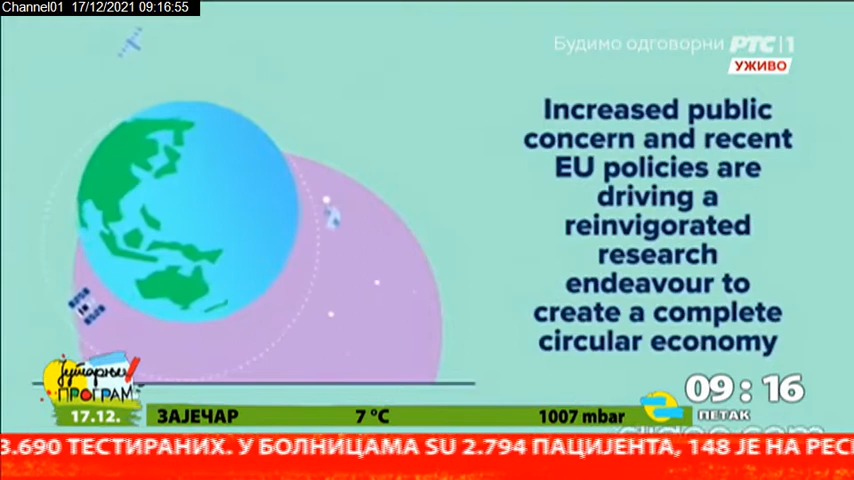 Channel01 17/12/2021 09:16:55
Будимо одговорни РТС 1
УЖИВО
Increased public
concern and recent
EU policies are
driving a
reinvigorated
research
endeavour to
create a complete
circular economy
Јутарњи
ПРОГРАМ
09:16
17.12. ЗАЈЕЧАР 7 °C 1007 mbar ПЕТАК
3.690 ТЕСТИРАНИХ. У БОЛНИЦАМА SU 2.794 ПАЦИЈЕНТА, 148 ЈЕ НА РЕСП